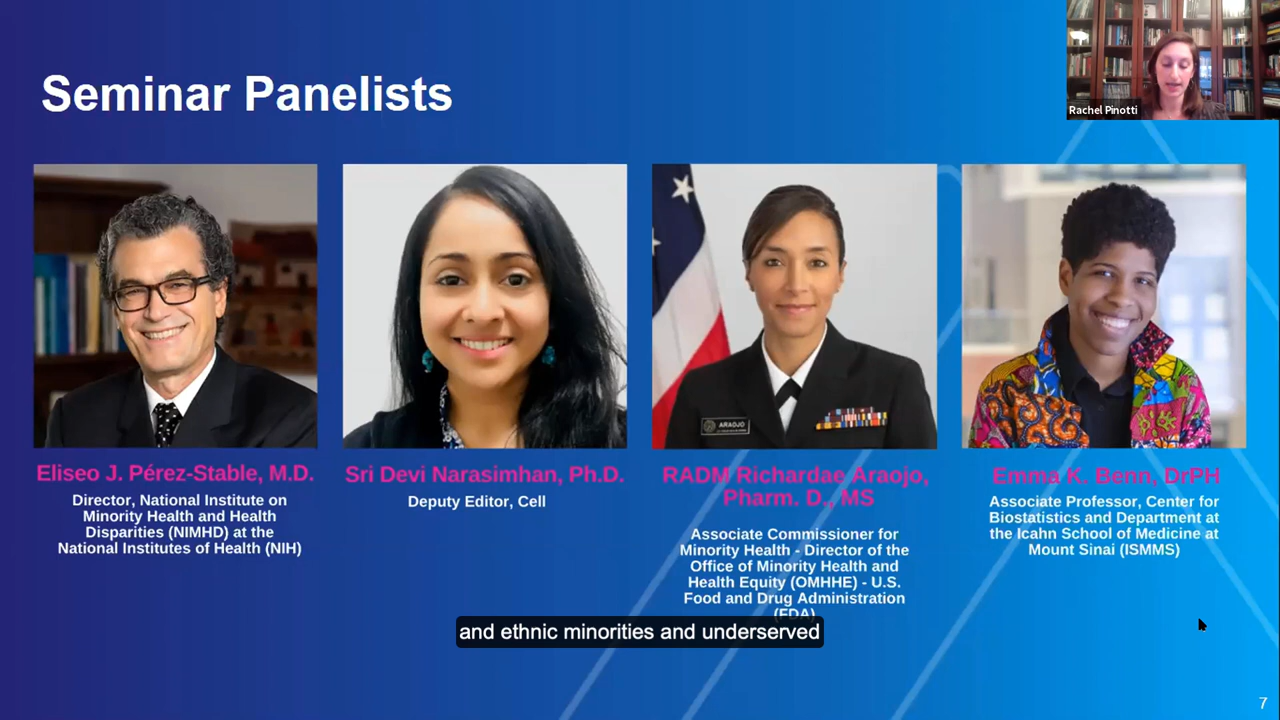 Seminar Panelists
Rachel Pinotti
ARAOJO
Eliseo J. Pérez-Stable, M.D.
Director, National Institute on
Minority Health and Health
Disparities (NIMHD) at the
National Institutes of Health (NIH)
Sri Devi Narasimhan, Ph.D.
Deputy Editor, Cell
RADM Richardae Araojo,
Pharm. D., MS
Associate Commissioner for
Minority Health - Director of the
Office of Minority Health and
Health Equity (OMHHE) - U.S.
Food and Drug Administration
(FDA)
Emma K. Benn, DrPH
Associate Professor, Center for
Biostatistics and Department at
the Icahn School of Medicine at
Mount Sinai (ISMMS)
and ethnic minorities and underserved
7